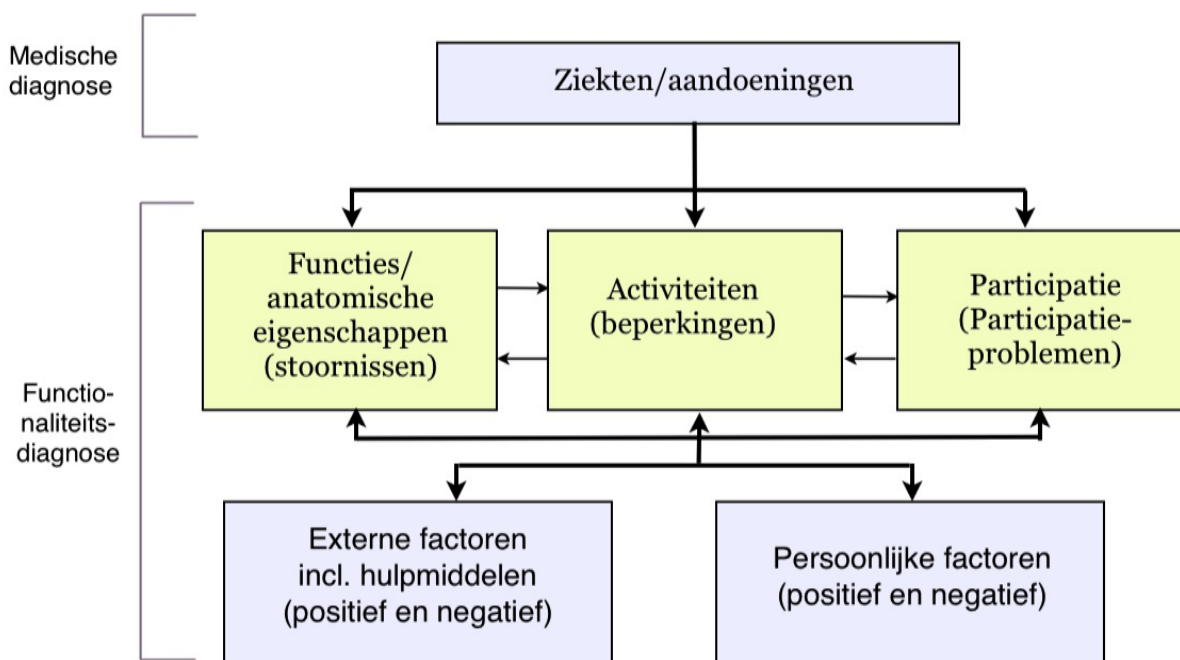 Medische
diagnose
Ziekten/aandoeningen
Functies/
anatomische
eigenschappen
(stoornissen)
Activiteiten
(beperkingen)
Participatie
(Participatie-
problemen)
Functio-
naliteits-
diagnose
Externe factoren
incl. hulpmiddelen
(positief en negatief)
Persoonlijke factoren
(positief en negatief)